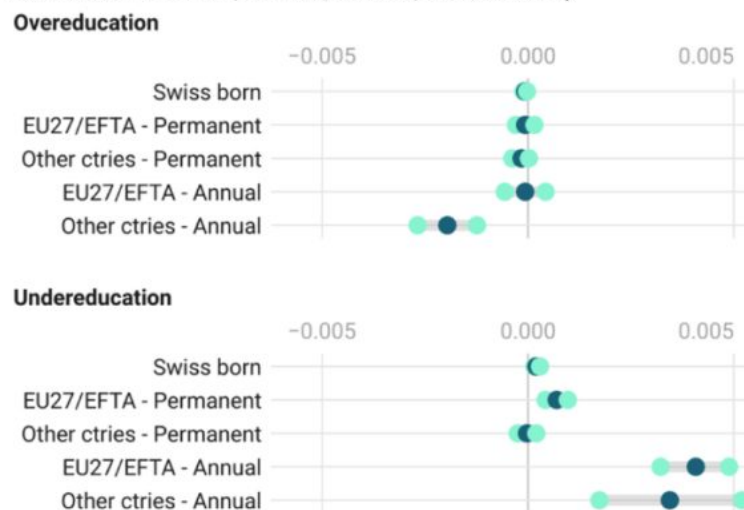 Overeducation
−0.005 0.000 0.005
Swiss born
EU27/EFTA - Permanent
Other ctries - Permanent
EU27/EFTA - Annual
Other ctries - Annual
Undereducation
−0.005 0.000 0.005
Swiss born
EU27/EFTA - Permanent
Other ctries - Permanent
EU27/EFTA - Annual
Other ctries - Annual